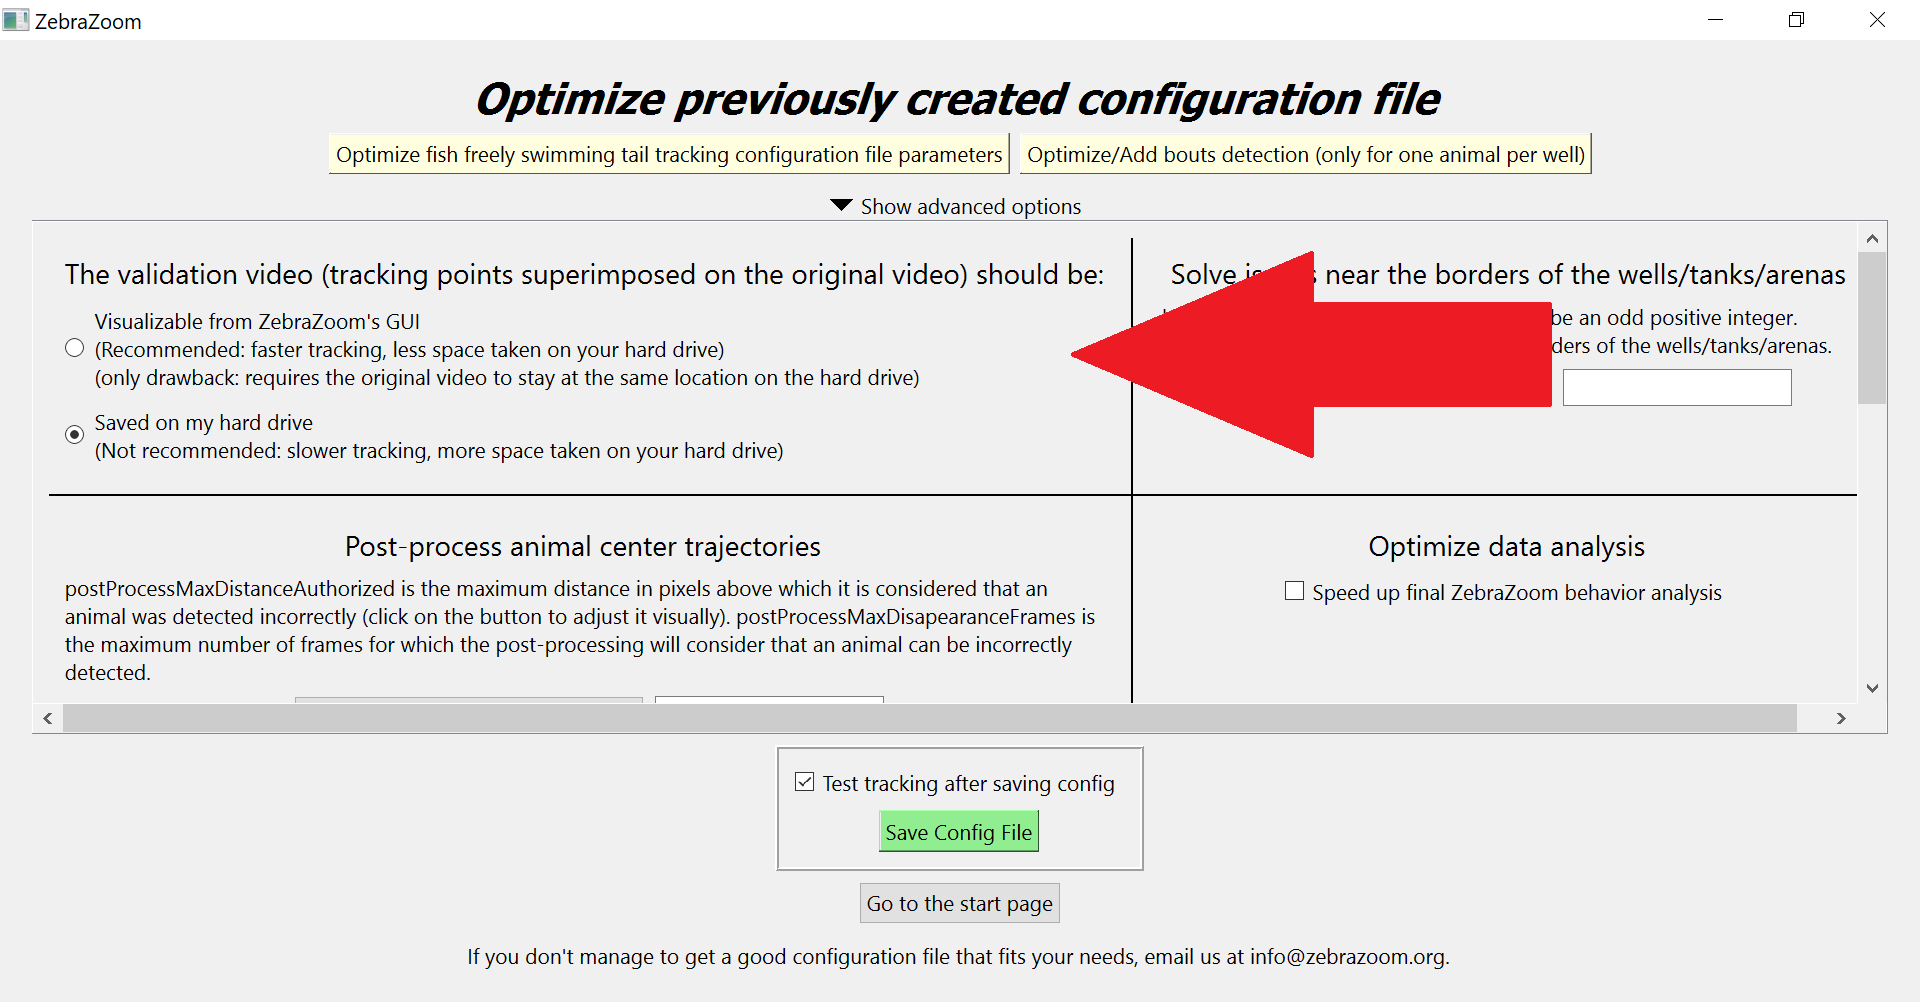 ZebraZoom
Optimize previously created configuration file
Optimize fish freely swimming tail tracking configuration file parameters
Optimize/Add bouts detection (only for one animal per well)
Show advanced options
The validation video (tracking points superimposed on the original video) should be:
Visualizable from ZebraZoom's GUI
(Recommended: faster tracking, less space taken on your hard drive)
(only drawback: requires the original video to stay at the same location on the hard drive)
Saved on my hard drive
(Not recommended: slower tracking, more space taken on your hard drive)
Solve near the borders of the wells/tanks/arenas
be an odd positive integer.
of the wells/tanks/arenas.
Post-process animal center trajectories
postProcessMaxDistanceAuthorized is the maximum distance in pixels above which it is considered that an
animal was detected incorrectly (click on the button to adjust it visually). postProcessMaxDisapearanceFrames is
the maximum number of frames for which the post-processing will consider that an animal can be incorrectly
detected.
Optimize data analysis
Speed up final ZebraZoom behavior analysis
Test tracking after saving config
Save Config File
Go to the start page
If you don't manage to get a good configuration file that fits your needs, email us at info@zebrazoom.org.